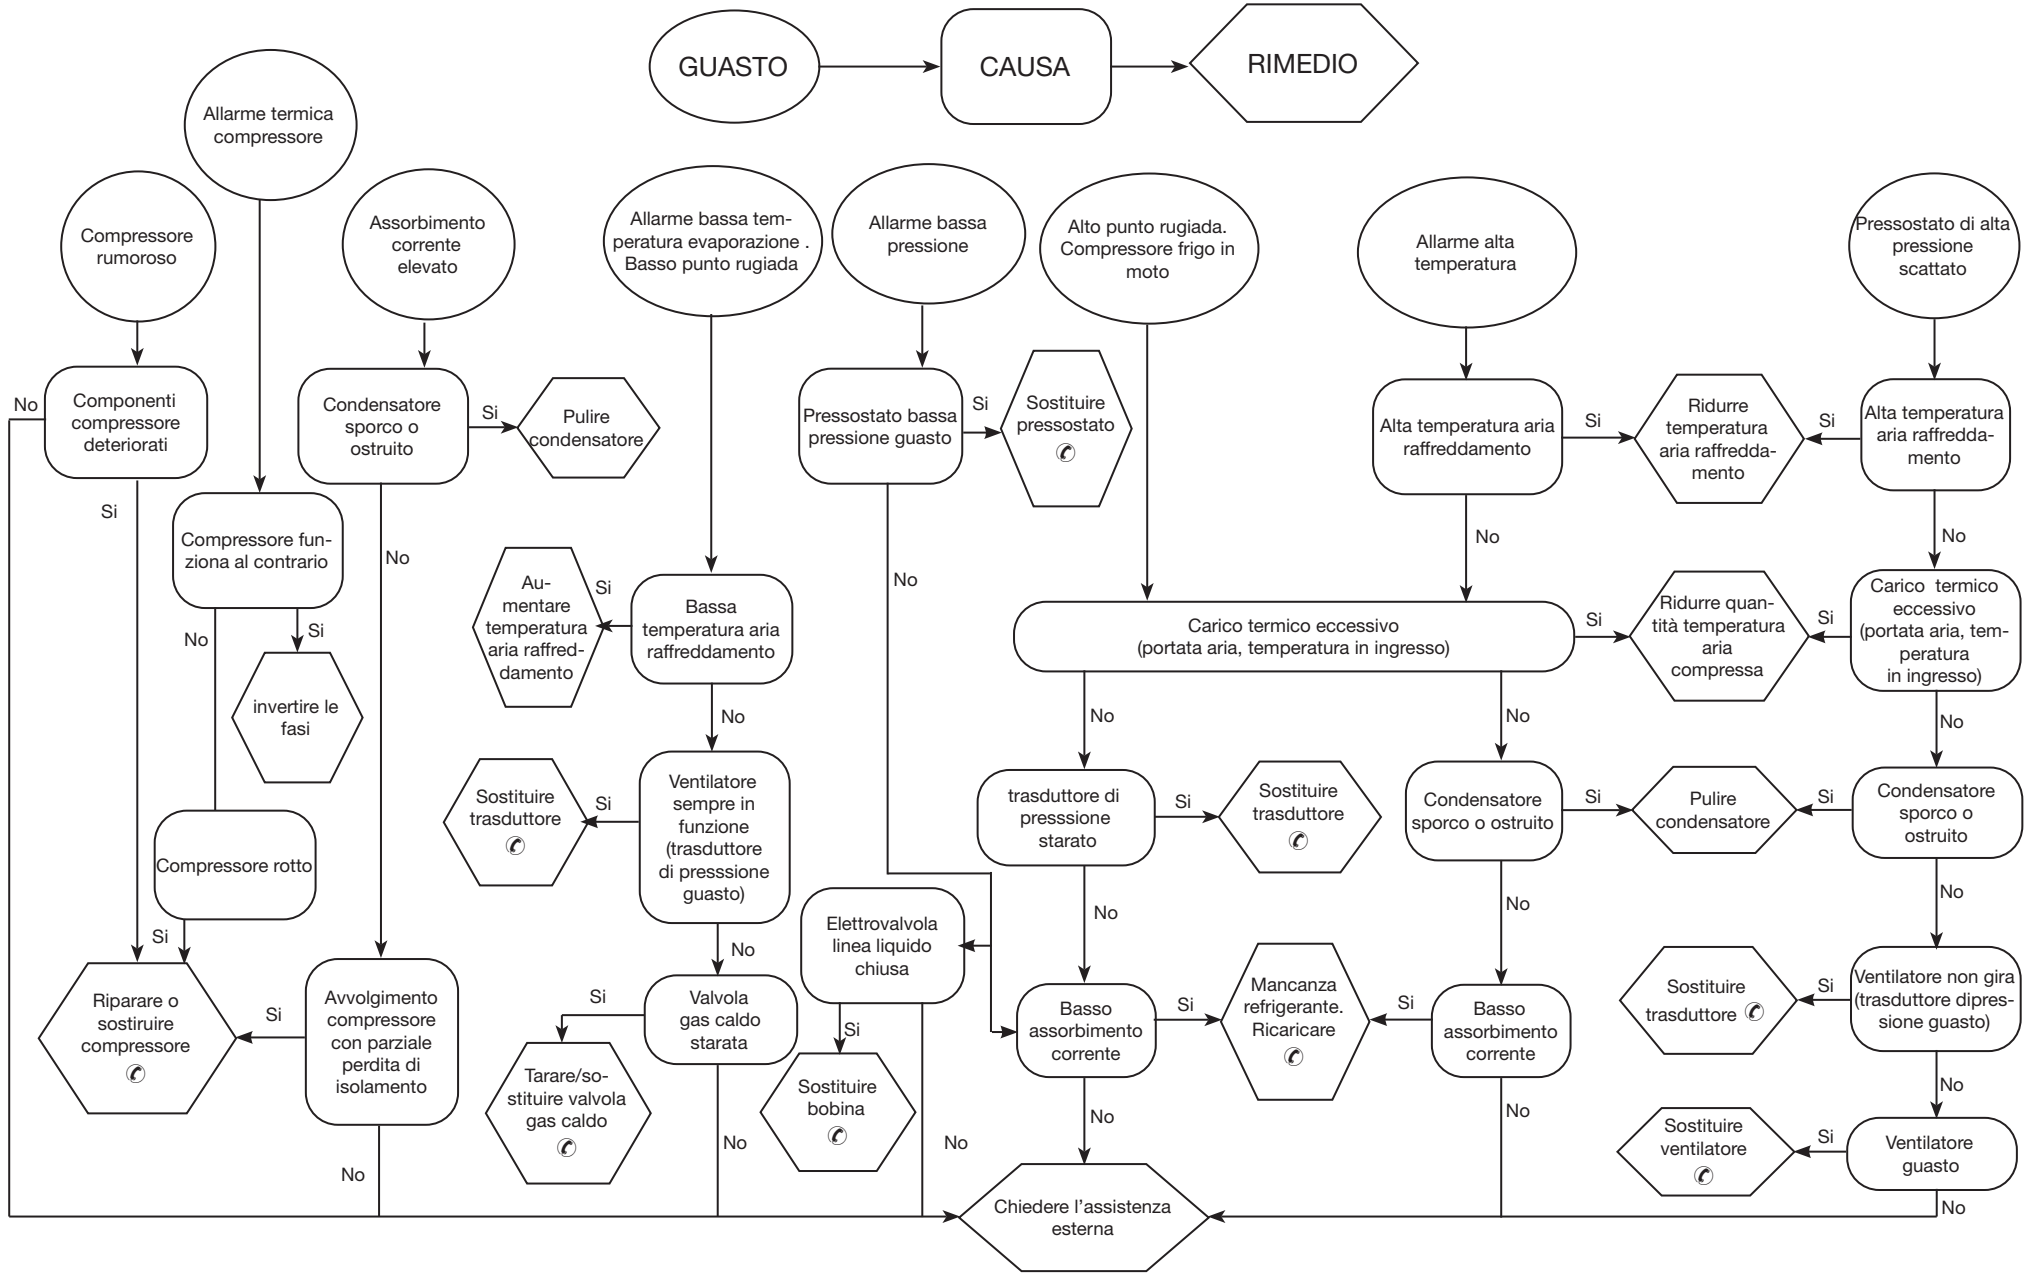 GUASTO
CAUSA
RIMEDIO
Allarme termica
compressore
Compressore
rumoroso
Assorbimento
corrente
elevato
Allarme bassa tem-
peratura evaporazione .
Basso punto rugiada
Allarme bassa
pressione
Alto punto rugiada.
Compressore frigo in
moto
Allarme alta
temperatura
Pressostato di alta
pressione
scattato
No
Componenti
compressore
deteriorati
Condensatore
sporco o
ostruito
Si
Pulire
condensatore
Pressostato bassa
pressione guasto
Si
Sostituire
pressostato
Alta temperatura aria
raffreddamento
Si
Ridurre
temperatura
aria raffredda-
mento
Si
Alta temperatura
aria raffredda-
mento
Si
Compressore fun-
ziona al contrario
No
Au-
mentare
temperatura
aria raffred-
damento
Si
Bassa
temperatura aria
raffreddamento
No
No
No
Carico termico eccessivo
(portata aria, temperatura in ingresso)
Si
Ridurre quan-
tità temperatura
aria
compressa
Si
Carico termico
eccessivo
(portata aria, tem-
peratura
in ingresso)
No
Si
invertire le
fasi
No
No
No
No
Sostituire
trasduttore
Si
Ventilatore
sempre in
funzione
(trasduttore
di presssione
guasto)
trasduttore di
presssione
starato
Si
Sostituire
trasduttore
Condensatore
sporco o ostruito
Si
Pulire
condensatore
Si
Condensatore
sporco o
ostruito
Compressore rotto
No
No
No
Si
No
Elettrovalvola
linea liquido
chiusa
Riparare o
sostiruire
compressore
Si
Avvolgimento
compressore
con parziale
perdita di
isolamento
Si
Valvola
gas caldo
starata
Si
Basso
assorbimento
corrente
Si
Mancanza
refrigerante.
Ricaricare
Si
Basso
assorbimento
corrente
Sostituire
trasduttore
Si
Ventilatore non gira
(trasduttore dipres-
sione guasto)
Tarare/so-
stituire valvola
gas caldo
Sostituire
bobina
No
No
No
No
No
No
Sostituire
ventilatore
Si
Ventilatore
guasto
Chiedere l'assistenza
esterna
No